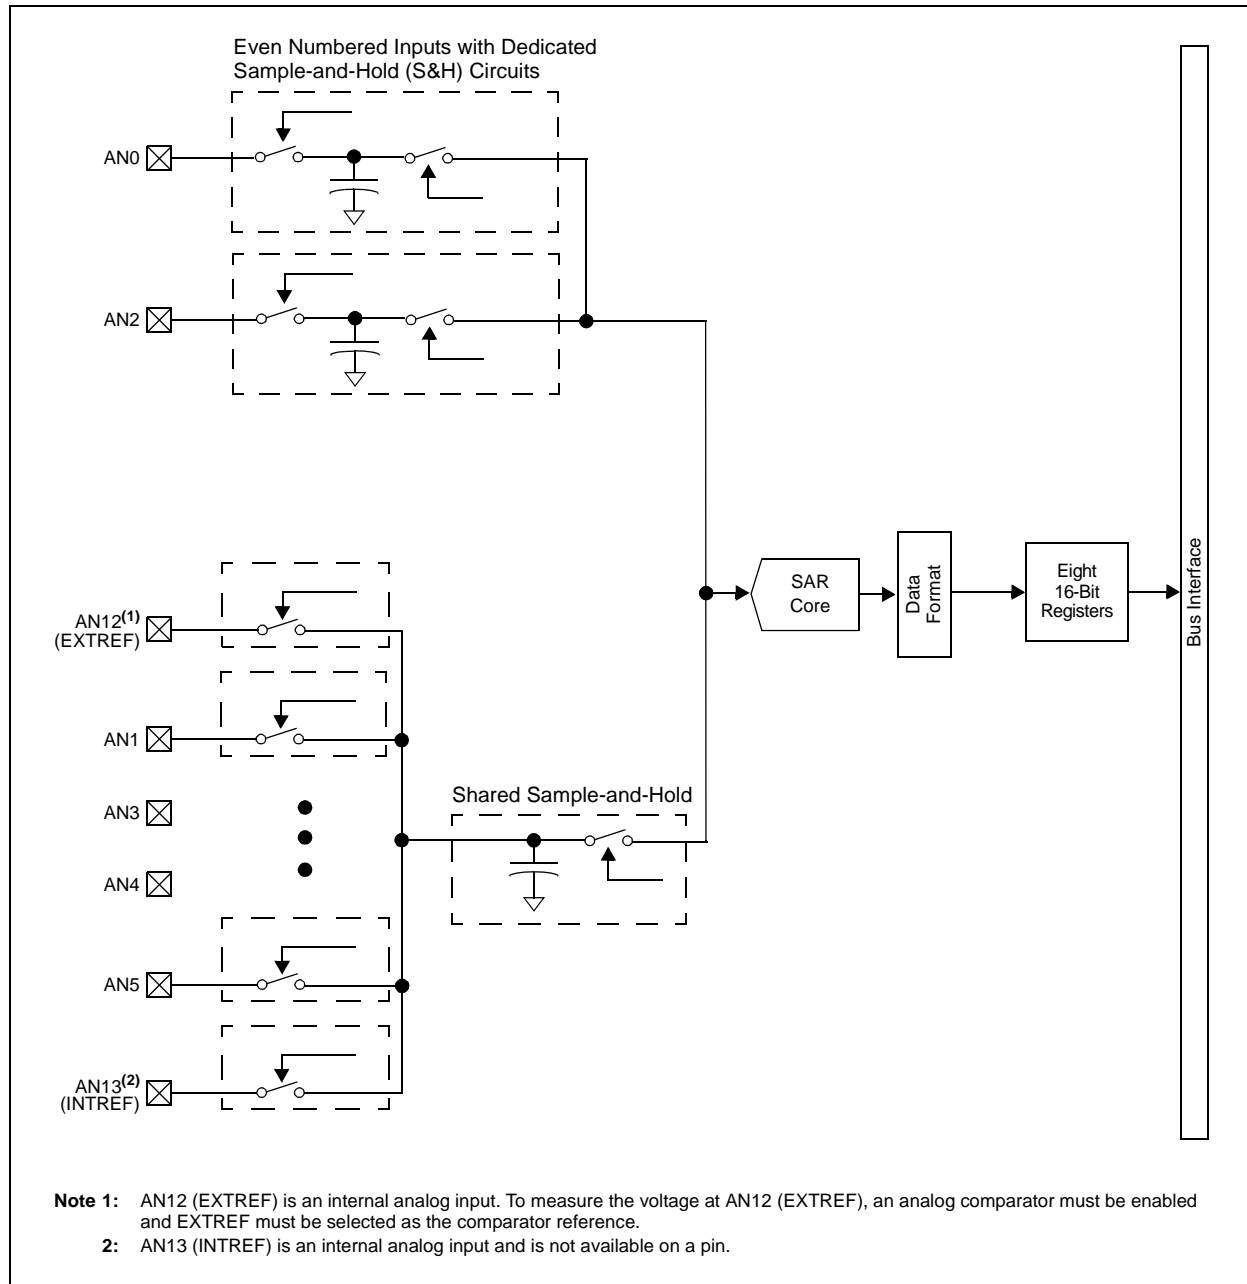 Even Numbered Inputs with Dedicated
Sample-and-Hold (S&H) Circuits
AN0
AN2
AN12(1)
(EXTREF)
AN1
AN3
AN4
AN5
AN13(2)
(INTREF)
Shared Sample-and-Hold
SAR
Core
Data
Format
Eight
16-Bit
Registers
Bus Interface
Note 1: AN12 (EXTREF) is an internal analog input. To measure the voltage at AN12 (EXTREF), an analog comparator must be enabled
and EXTREF must be selected as the comparator reference.
2: AN13 (INTREF) is an internal analog input and is not available on a pin.